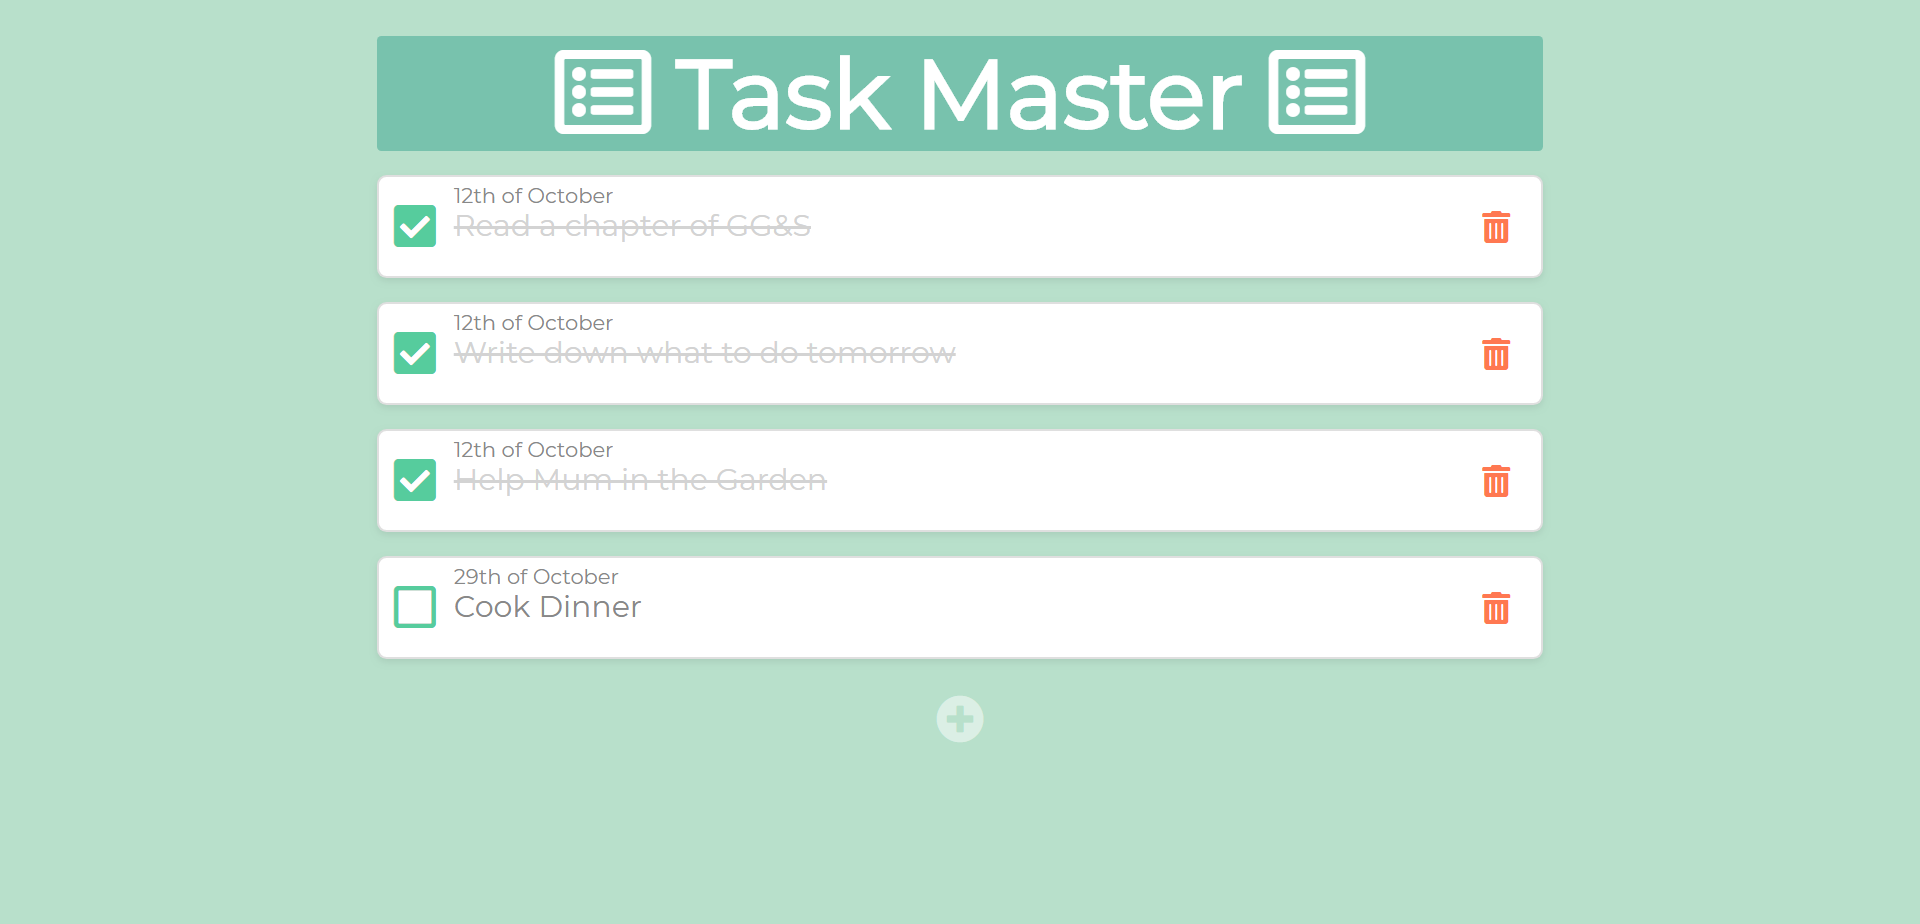 Task Master
12th of October
Read a chapter of GG&S
12th of October
Write down what to do tomorrow
12th of October
Help Mum in the Garden
29th of October
Cook Dinner